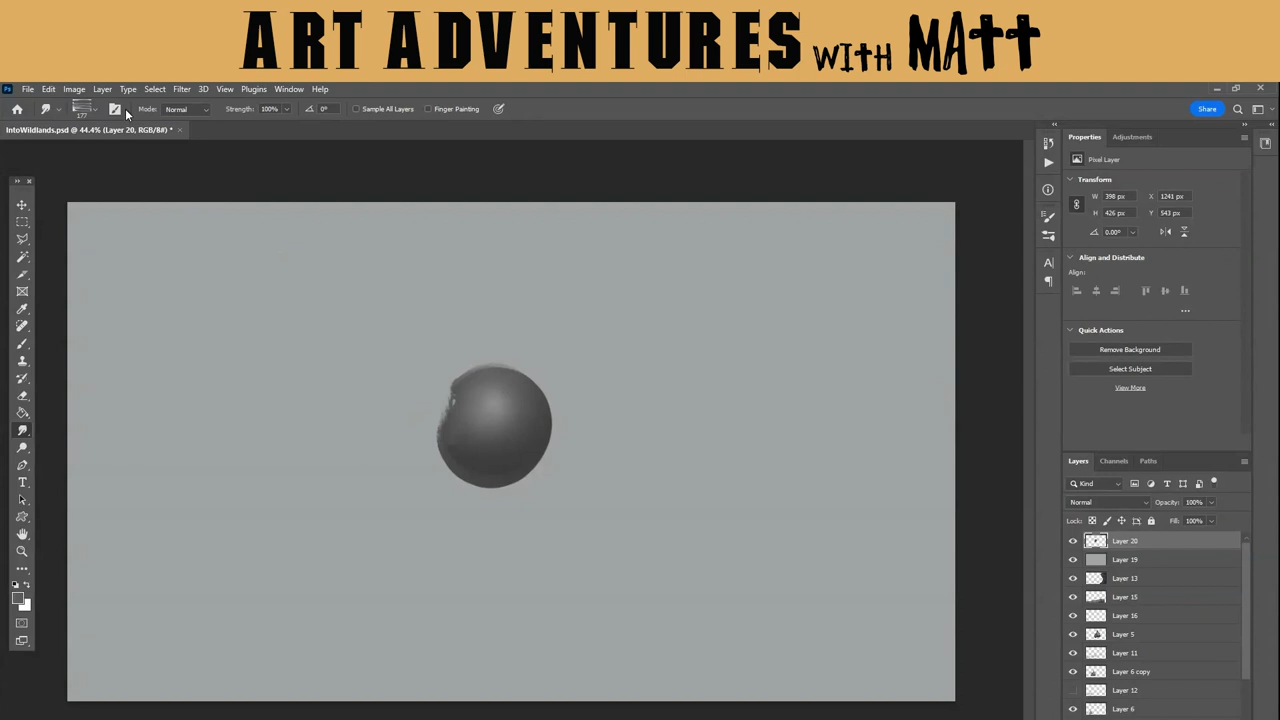 ART ADVENTURES WITH MATT
Ps File Edit Image Layer Type Select Filter 3D View Plugins Window Help
177 Mode: Normal Strength: 100% 0° Sample All Layers Finger Painting Share
IntoWildlands.psd @ 44.4% (Layer 20, RGB/8#) *
Properties Adjustments
Pixel Layer
Transform
W 398 px X 1241 px
H 426 px Y 543 px
0.00°
Align and Distribute
Align:
Quick Actions
Remove Background
Select Subject
View More
Layers Channels Paths
Kind
Normal Opacity: 100%
Lock: Fill: 100%
Layer 20
Layer 19
Layer 13
Layer 15
Layer 16
Layer 5
Layer 11
Layer 6 copy
Layer 12
Layer 6